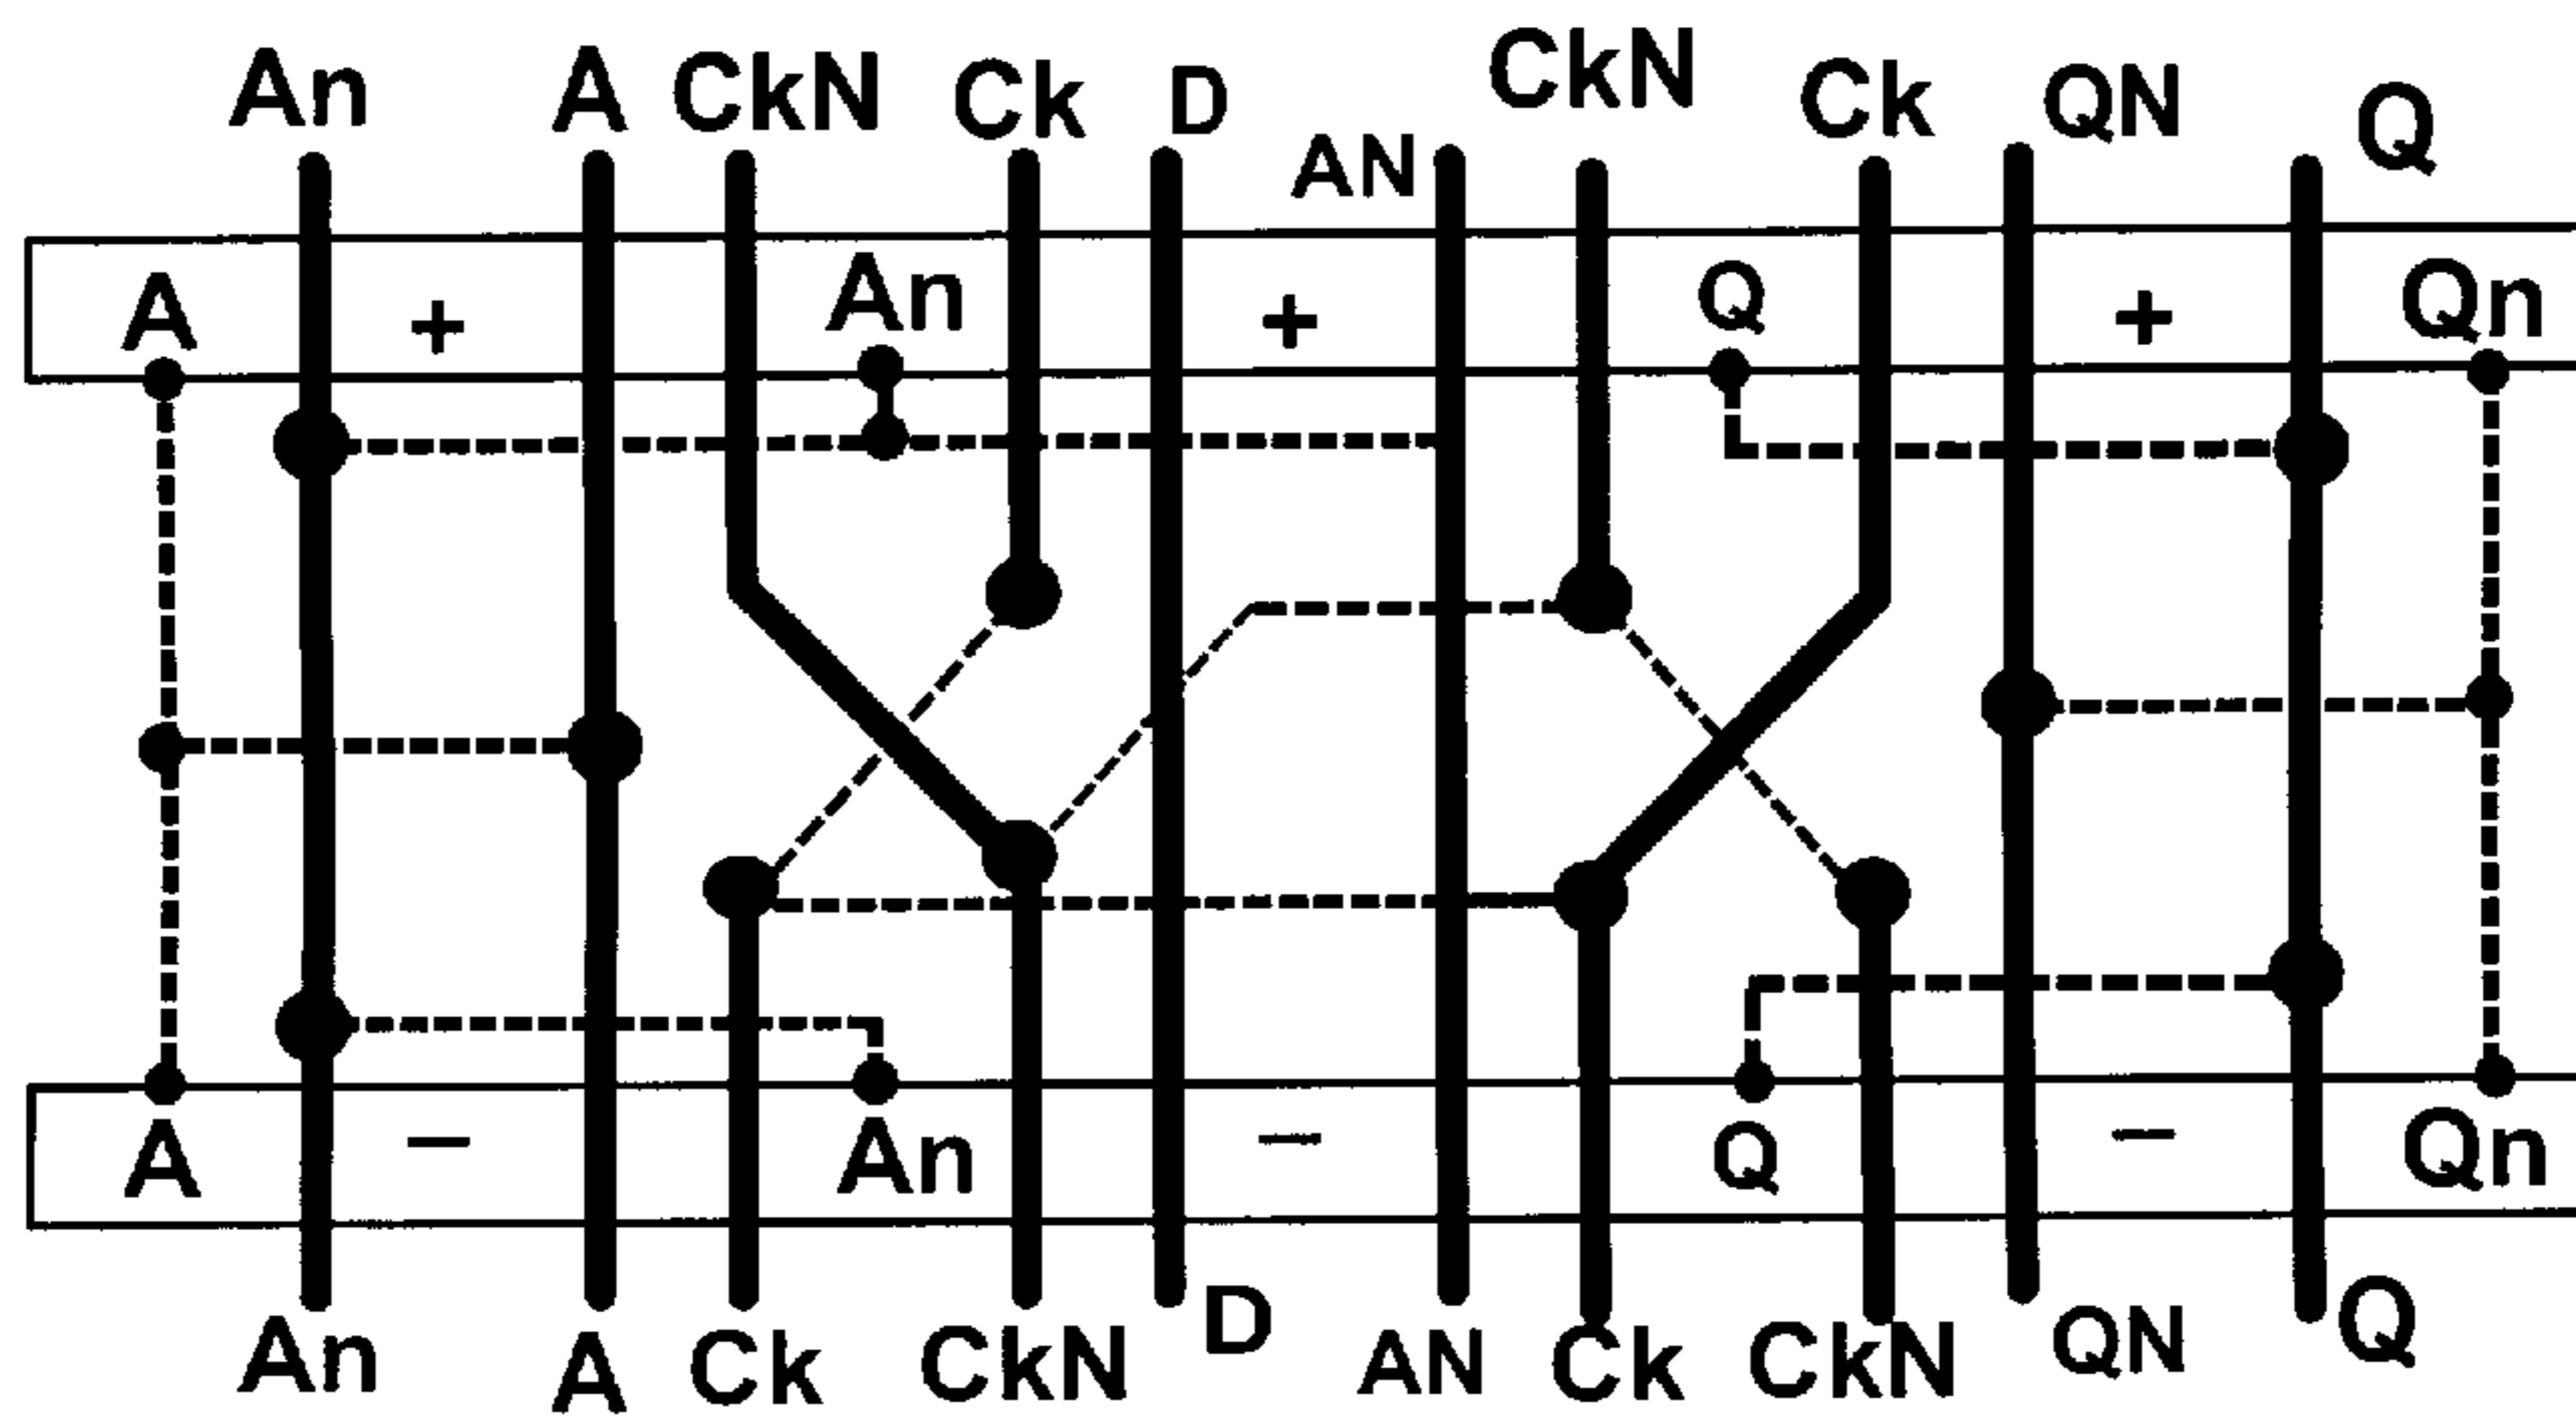 An A CkN Ck D AN CkN Ck QN Q
A + An + Q + Qn
A − An − Q − Qn
An A Ck CkN D AN Ck CkN QN Q